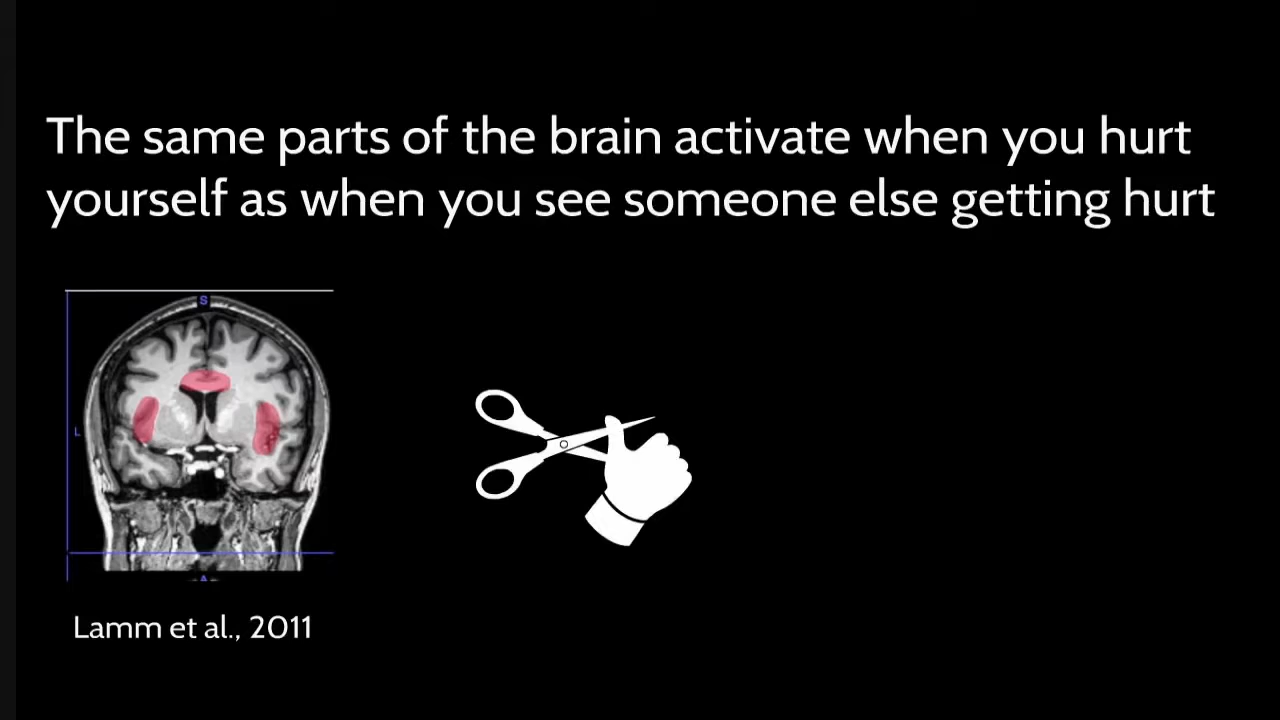 The same parts of the brain activate when you hurt
yourself as when you see someone else getting hurt
S
L
A
Lamm et al., 2011